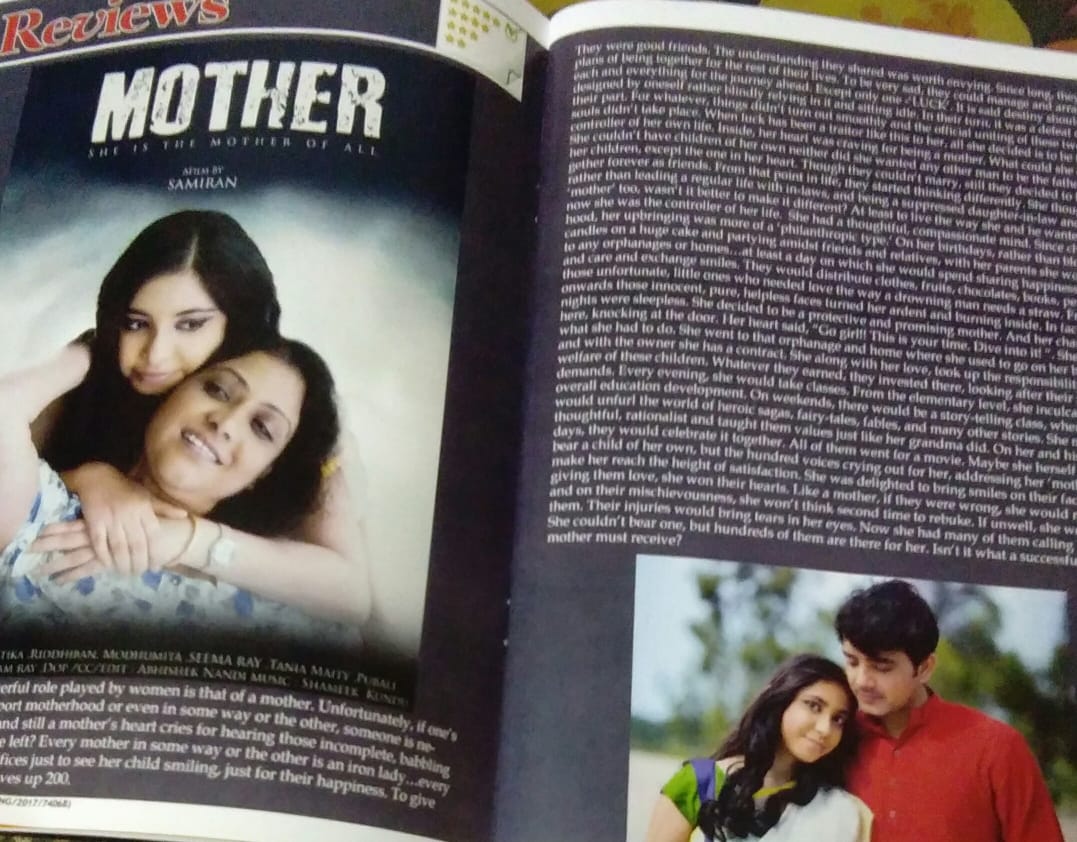 Reviews
MOTHER
SHE IS THE MOTHER OF ALL
A FILM BY
SAMIRAN
TIKA .RIDDHIBAN. MODHUMITA .SEEMA RAY .TANIA MAITY .PUBALI
AM RAY .DOP /CC/EDIT - ABHISHEK NANDI MUSIC - SHAMEEK KUNDU
erful role played by women is that of a mother. Unfortunately, if one's
port motherhood or even in some way or the other, someone is ne-
nd still a mother's heart cries for hearing those incomplete, babbling
e left? Every mother in some way or the other is an iron lady...every
fices just to see her child smiling, just for their happiness. To give
ves up 200.
NG/2017/74068)
They were good friends. The understanding they shared was worth envying. Since long, they
plans of being together for the rest of their lives. To be very sad, they could manage and
each and everything for the journey ahead. Except only one -'LUCK'. It is said destiny
designed by oneself rather blindly relying in it and sitting idle. In their turn, it was a
their part. For whatever, things didn't turn out smoothly and the official uniting of these
souls didn't take place. When luck has been a traitor like that to her, all she decided is to be
controller of her own life. Inside, her heart was craving for being a mother. What could she
She couldn't have children of her own neither did she wanted any other man to be the
her children, except the one in her heart. Though they couldn't marry, still they decided to
gether forever as friends. From that point in life, they started things differently. She
rather than leading a regular life with in-laws, and being a suppressed daughter-in-law and
'mother' too, wasn't it better to make it different? At least to live the way she and he
now she was the controller of her life. She had a thoughtful, compassionate mind. Since
hood, her upbringing was more of a 'philanthropic type.' On her birthdays, rather than
andles on a huge cake and partying amidst friends and relatives, with her parents she
to any orphanages or homes...at least a day on which she would spend sharing happiness
and care and exchange smiles. They would distribute clothes, fruits, chocolates, books,
those unfortunate, little ones who needed love the way a drowning man needs a straw.
onwards those innocent, pure, helpless faces turned her ardent and burning inside. In
nights were sleepless. She decided to be a protective and promising mother. And her
here, knocking at the door. Her heart said, "Go girl! This is your time. Dive into it!".
what she had to do. She went to that orphanage and home where she used to go on her
and with the owner she had a contract. She along with her love, took up the
welfare of these children. Whatever they earned, they invested there, looking after their
demands. Every evening, she would take classes. From the elementary level, she
overall education development. On weekends, there would be a story-telling class,
would unfurl the world of heroic sagas, fairy-tales, fables, and many other stories. She
thoughtful, rationalist and taught them values just like her grandma did. On her and
days, they would celebrate it together. All of them went for a movie. Maybe she herself
bear a child of her own, but the hundred voices crying out for her, addressing her
make her reach the height of satisfaction. She was delighted to bring smiles on their
giving them love, she won their hearts. Like a mother, if they were wrong, she would
and on their mischievousness, she won't think second time to rebuke. If unwell, she
them. Their injuries would bring tears in her eyes. Now she had many of them calling
She couldn't bear one, but hundreds of them are there for her. Isn't it what a
mother must receive?